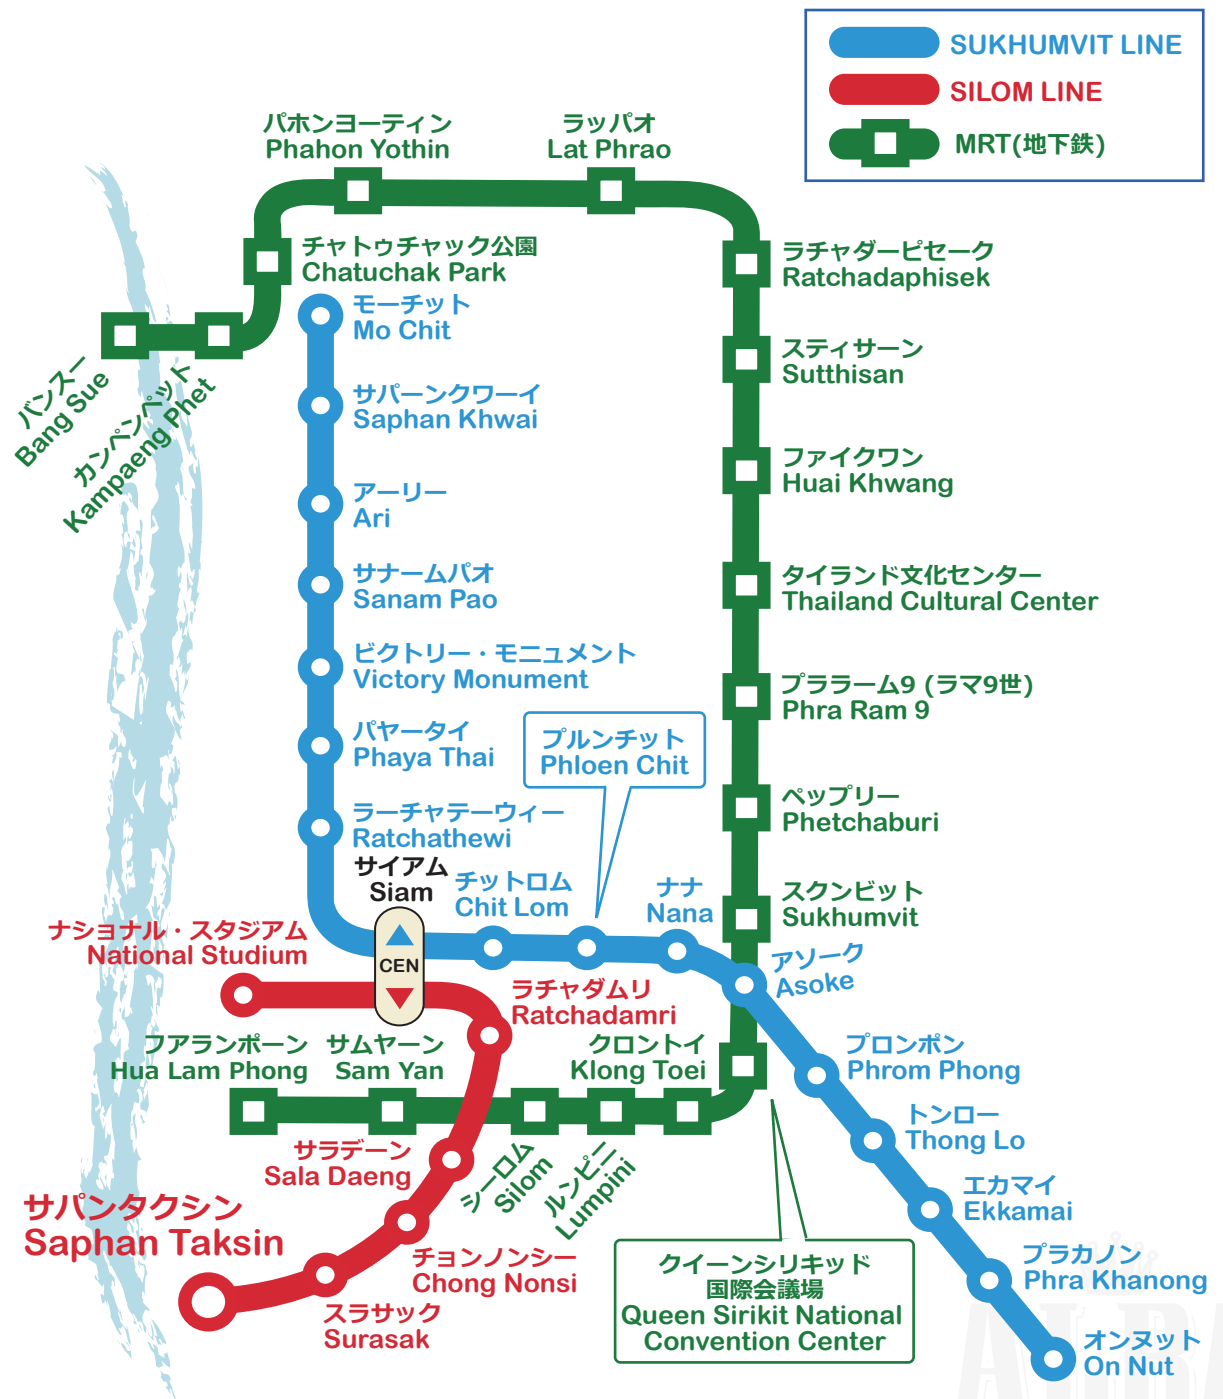 SUKHUMVIT LINE
SILOM LINE
MRT(地下鉄)
パホンヨーティン
Phahon Yothin
ラッパオ
Lat Phrao
チャトゥチャック公園
Chatuchak Park
ラチャダーピセーク
Ratchadaphisek
モーチット
Mo Chit
バンスー
Bang Sue
カンペンペット
Kampaeng Phet
スティサーン
Sutthisan
サパーンクワーイ
Saphan Khwai
ファイクワン
Huai Khwang
アーリー
Ari
タイランド文化センター
Thailand Cultural Center
サナームパオ
Sanam Pao
ビクトリー・モニュメント
Victory Monument
プララーム9 (ラマ9世)
Phra Ram 9
パヤータイ
Phaya Thai
プルンチット
Phloen Chit
ペップリー
Phetchaburi
ラーチャテーウィー
Ratchathewi
サイアム
Siam
CEN
チットロム
Chit Lom
ナナ
Nana
スクンビット
Sukhumvit
ナショナル・スタジアム
National Studium
アソーク
Asoke
ラチャダムリ
Ratchadamri
フアランポーン
Hua Lam Phong
サムヤーン
Sam Yan
クロントイ
Klong Toei
プロンポン
Phrom Phong
トンロー
Thong Lo
サラデーン
Sala Daeng
シーロム
Silom
ルンピニ
Lumpini
エカマイ
Ekkamai
サパンタクシン
Saphan Taksin
チョンノンシー
Chong Nonsi
クイーンシリキッド
国際会議場
Queen Sirikit National
Convention Center
プラカノン
Phra Khanong
スラサック
Surasak
オンヌット
On Nut